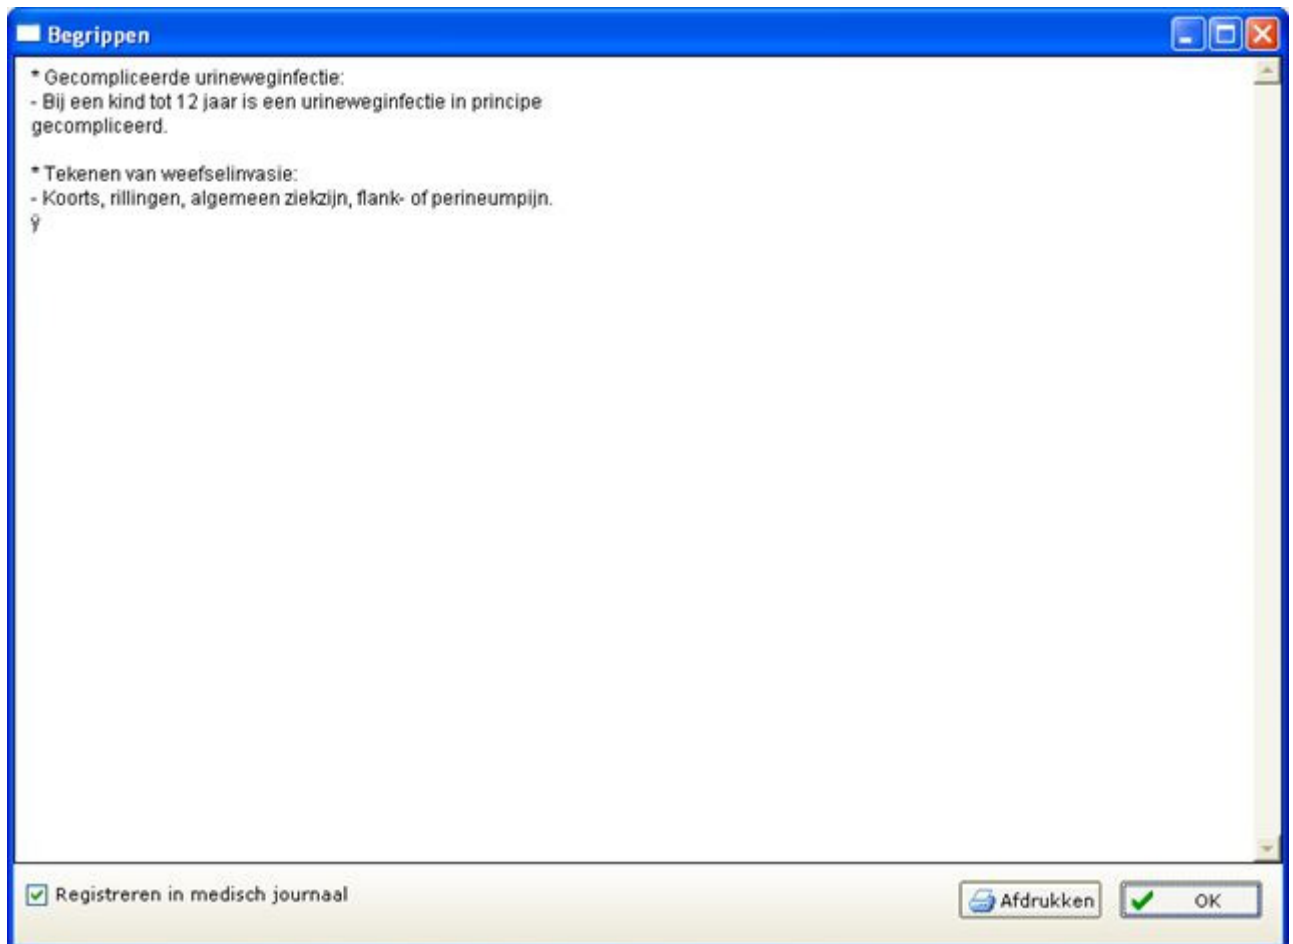 Begrippen
* Gecompliceerde urineweginfectie:
- Bij een kind tot 12 jaar is een urineweginfectie in principe
gecompliceerd.
* Tekenen van weefselinvasie:
- Koorts, rillingen, algemeen ziekzijn, flank- of perineumpijn.
ÿ
Registreren in medisch journaal
Afdrukken
OK